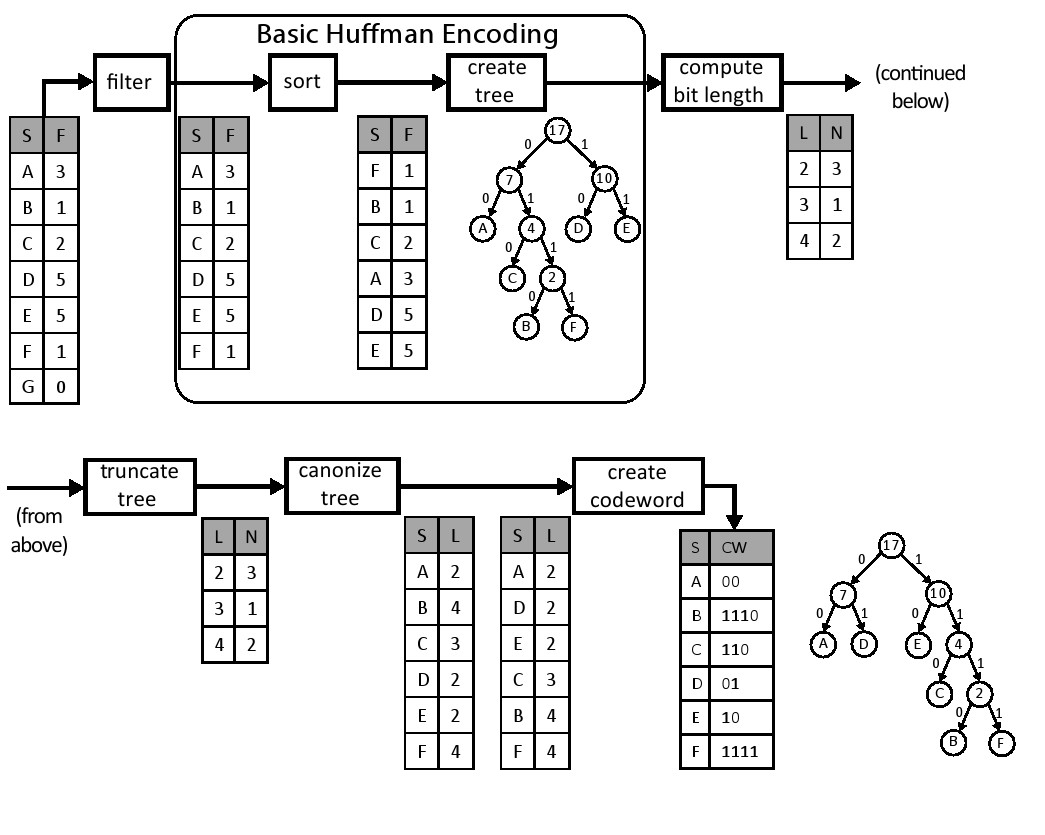 Basic Huffman Encoding
filter
sort
create
tree
compute
bit length
(continued
below)
S F
A 3
B 1
C 2
D 5
E 5
F 1
G 0
S F
A 3
B 1
C 2
D 5
E 5
F 1
S F
F 1
B 1
C 2
A 3
D 5
E 5
17
0 1
7 10
0 1 0 1
A 4 D E
0 1
C 2
0 1
B F
L N
2 3
3 1
4 2
(from
above)
truncate
tree
canonize
tree
create
codeword
L N
2 3
3 1
4 2
S L
A 2
B 4
C 3
D 2
E 2
F 4
S L
A 2
D 2
E 2
C 3
B 4
F 4
S CW
A 00
B 1110
C 110
D 01
E 10
F 1111
17
0 1
7 10
0 1 0 1
A D E 4
0 1
C 2
0 1
B F